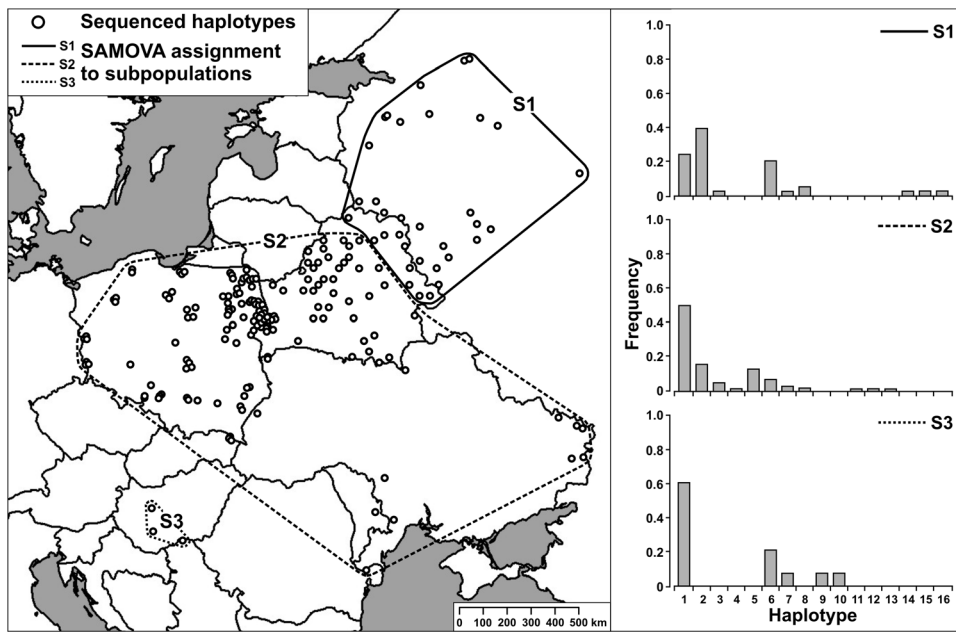 Sequenced haplotypes
S1
S2
S3
SAMOVA assignment
to subpopulations
S1
S2
S3
0 100 200 300 400 500 km
Frequency
1.0
0.8
0.6
0.4
0.2
0
S1
1.0
0.8
0.6
0.4
0.2
0
S2
1.0
0.8
0.6
0.4
0.2
0
S3
1 2 3 4 5 6 7 8 9 10 11 12 13 14 15 16
Haplotype